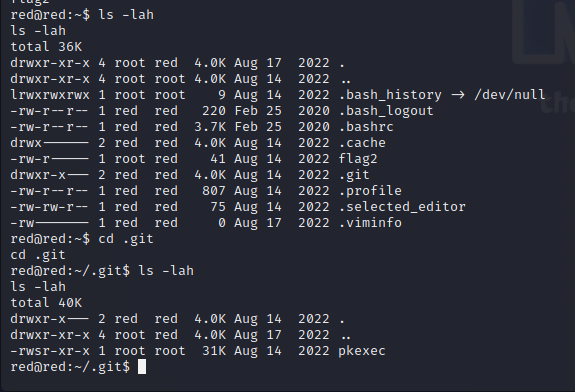 flag2
red@red:~$ ls -lah
ls -lah
total 36K
drwxr-xr-x 4 root red  4.0K Aug 17  2022 .
drwxr-xr-x 4 root root 4.0K Aug 14  2022 ..
lrwxrwxrwx 1 root root    9 Aug 14  2022 .bash_history → /dev/null
-rw-r--r-- 1 red  red   220 Feb 25  2020 .bash_logout
-rw-r--r-- 1 red  red  3.7K Feb 25  2020 .bashrc
drwx------ 2 red  red  4.0K Aug 14  2022 .cache
-rw-r----- 1 root red    41 Aug 14  2022 flag2
drwxr-x--- 2 red  red  4.0K Aug 14  2022 .git
-rw-r--r-- 1 red  red   807 Aug 14  2022 .profile
-rw-rw-r-- 1 red  red    75 Aug 14  2022 .selected_editor
-rw------- 1 red  red     0 Aug 17  2022 .viminfo
red@red:~$ cd .git
cd .git
red@red:~/.git$ ls -lah
ls -lah
total 40K
drwxr-x--- 2 red  red  4.0K Aug 14  2022 .
drwxr-xr-x 4 root red  4.0K Aug 17  2022 ..
-rwsr-xr-x 1 root root  31K Aug 14  2022 pkexec
red@red:~/.git$